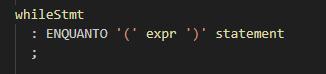 whileStmt
: ENQUANTO '(' expr ')' statement
;